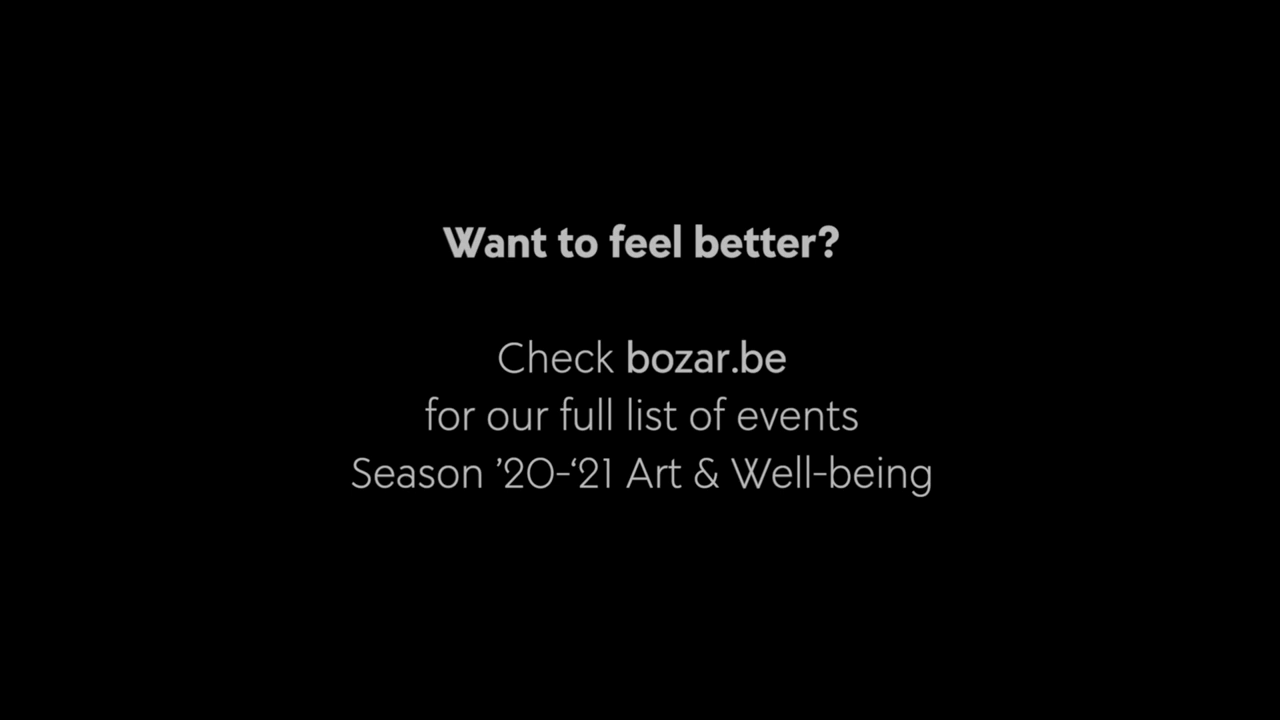 Want to feel better?
Check bozar.be
for our full list of events
Season ’20-‘21 Art & Well-being